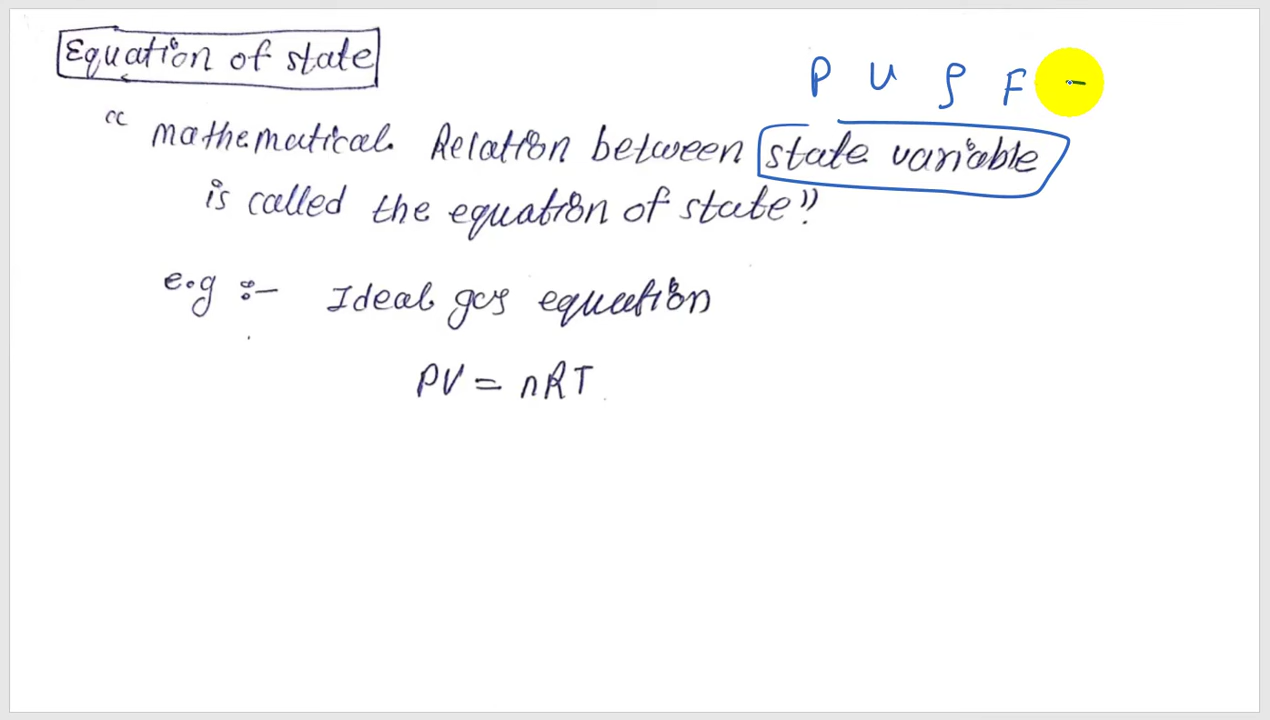 Equation of state
P U ρ F -
“ mathematical Relation between state variable
is called the equation of state”
e.g :- Ideal gas equation
PV = nRT